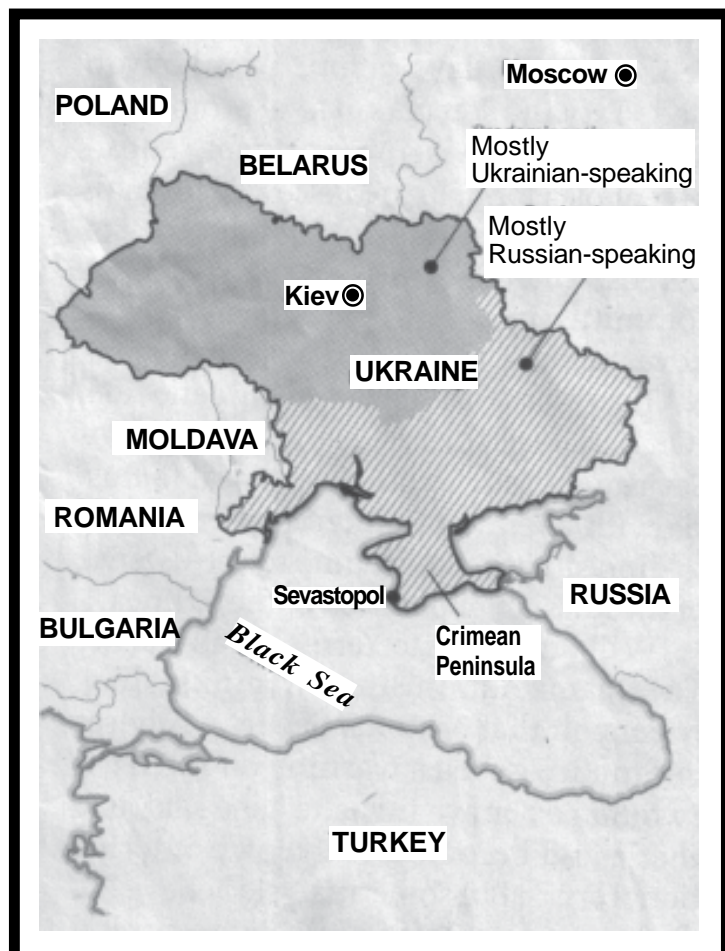 Moscow
POLAND
Mostly
Ukrainian-speaking
BELARUS
Mostly
Russian-speaking
Kiev
UKRAINE
MOLDAVA
ROMANIA
Sevastopol
RUSSIA
BULGARIA
Black Sea
Crimean
Peninsula
TURKEY